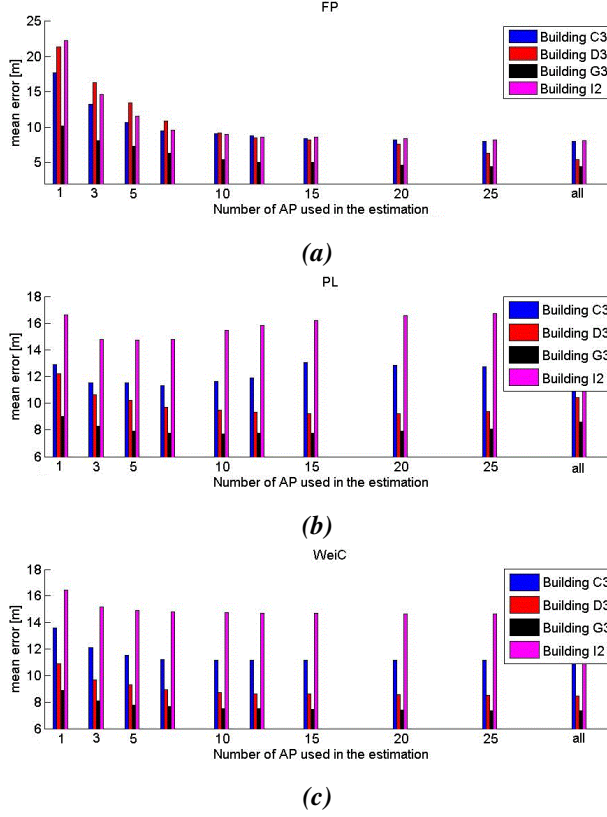 FP
25
20
15
10
5
mean error [m]
Building C3
Building D3
Building G3
Building I2
1 3 5 10 15 20 25 all
Number of AP used in the estimation
(a)
PL
18
16
14
12
10
8
6
mean error [m]
Building C3
Building D3
Building G3
Building I2
1 3 5 10 15 20 25 all
Number of AP used in the estimation
(b)
WeiC
18
16
14
12
10
8
6
mean error [m]
Building C3
Building D3
Building G3
Building I2
1 3 5 10 15 20 25 all
Number of AP used in the estimation
(c)